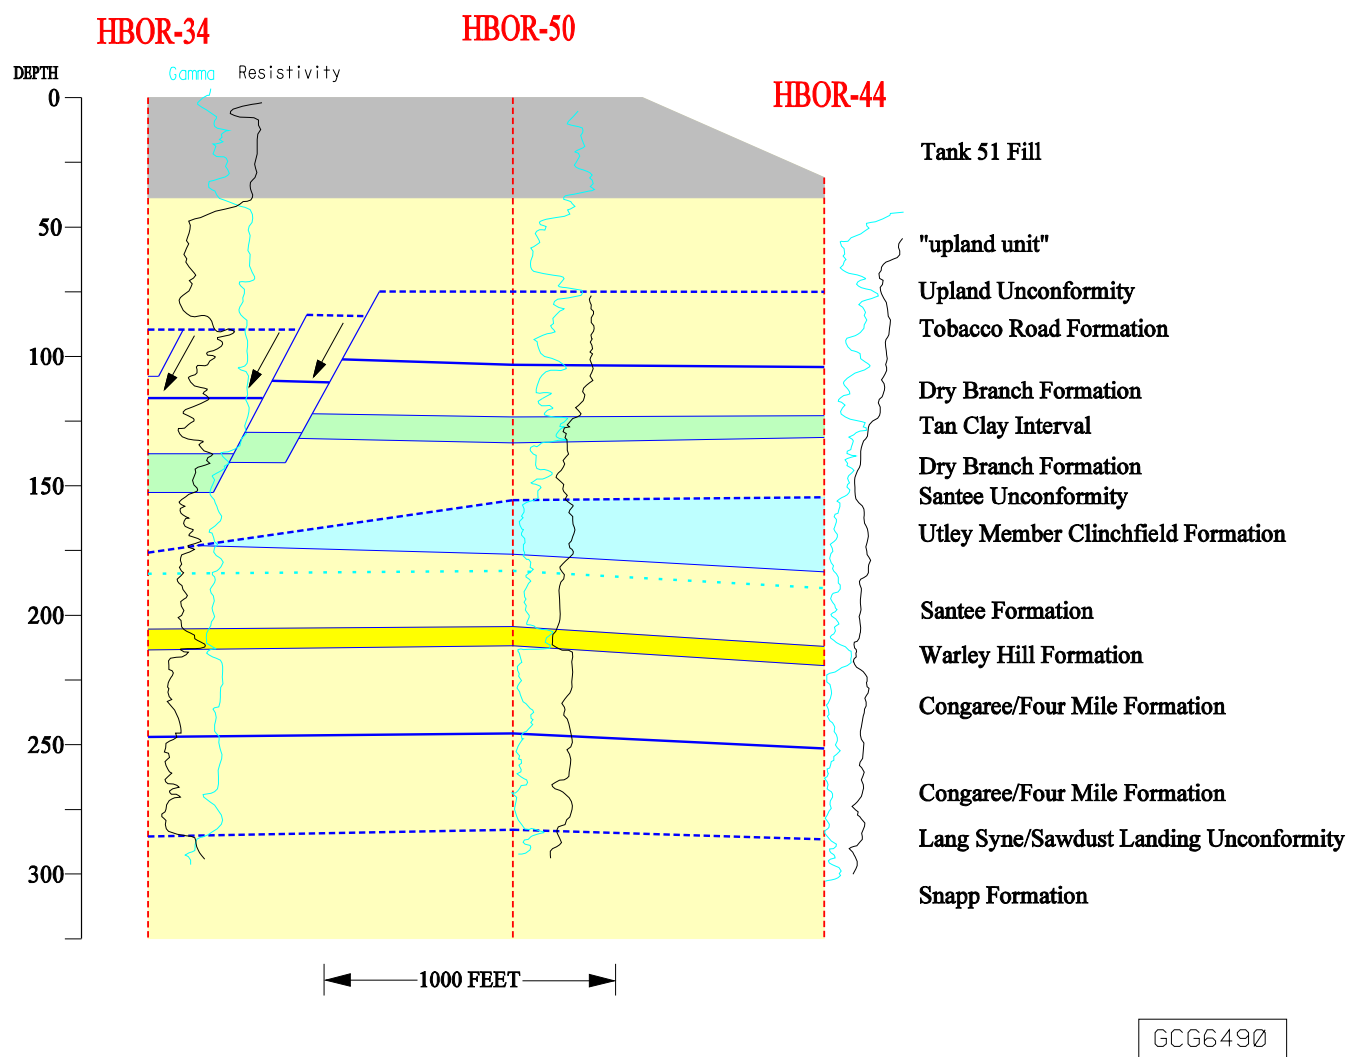 HBOR-34
HBOR-50
HBOR-44
DEPTH
Gamma
Resistivity
0
50
100
150
200
250
300
Tank 51 Fill
"upland unit"
Upland Unconformity
Tobacco Road Formation
Dry Branch Formation
Tan Clay Interval
Dry Branch Formation
Santee Unconformity
Utley Member Clinchfield Formation
Santee Formation
Warley Hill Formation
Congaree/Four Mile Formation
Congaree/Four Mile Formation
Lang Syne/Sawdust Landing Unconformity
Snapp Formation
1000 FEET
GCG6490